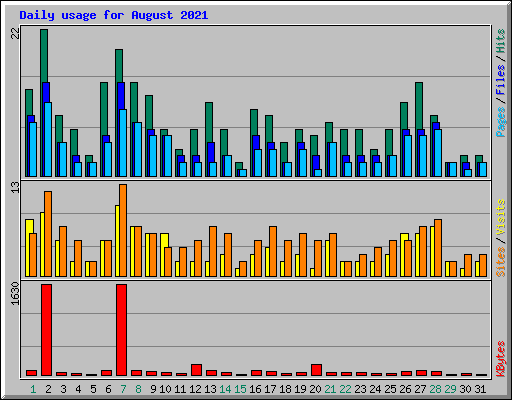 Daily usage for August 2021
22
Pages / Files / Hits
13
Sites / Visits
1630
KBytes
1 2 3 4 5 6 7 8 9 10 11 12 13 14 15 16 17 18 19 20 21 22 23 24 25 26 27 28 29 30 31